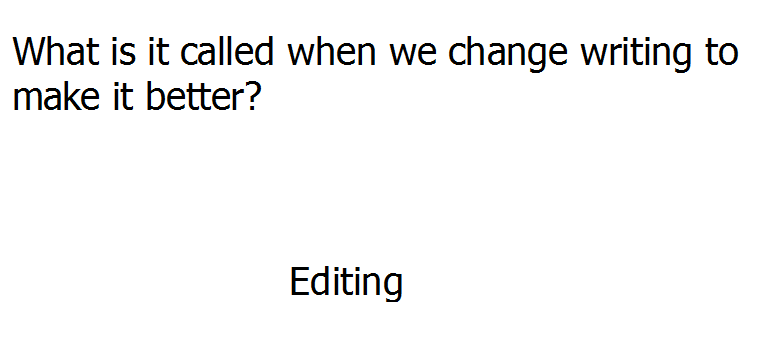 What is it called when we change writing to
make it better?
Editing